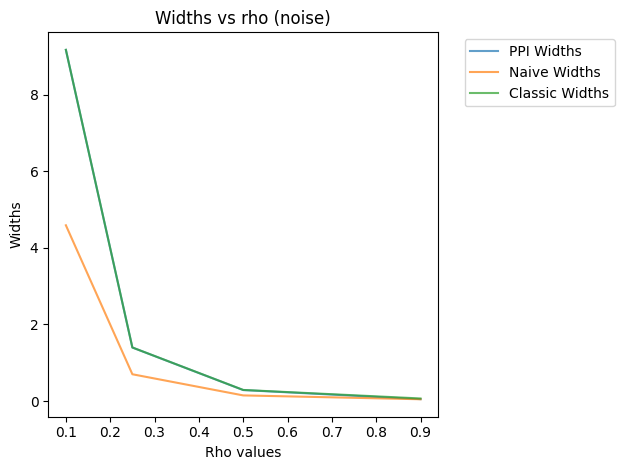 Widths vs rho (noise)
PPI Widths
Naive Widths
Classic Widths
Widths
8
6
4
2
0
0.1 0.2 0.3 0.4 0.5 0.6 0.7 0.8 0.9
Rho values